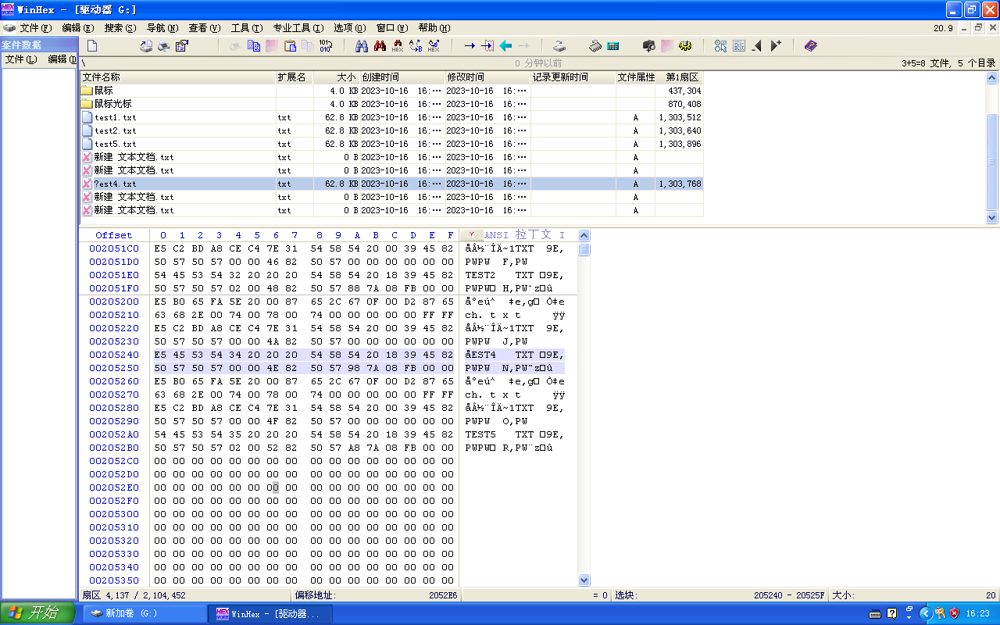 WinHex - [驱动器 G:]
文件(F) 编辑(E) 搜索(S) 导航(N) 查看(V) 工具(T) 专业工具(I) 选项(O) 窗口(W) 帮助(H) 20.9
案件数据
文件(L) 编辑(D
\ 0 分钟以前 3+5=8 文件, 5 个目录
文件名称 扩展名 大小 创建时间 修改时间 记录更新时间 文件属性 第1扇区
鼠标 4.0 KB 2023-10-16 16:… 2023-10-16 16:… 437,304
鼠标光标 4.0 KB 2023-10-16 16:… 2023-10-16 16:… 870,408
test1.txt txt 62.8 KB 2023-10-16 16:… 2023-10-16 16:… A 1,303,512
test2.txt txt 62.8 KB 2023-10-16 16:… 2023-10-16 16:… A 1,303,640
test5.txt txt 62.8 KB 2023-10-16 16:… 2023-10-16 16:… A 1,303,896
新建 文本文档.txt txt 0 B 2023-10-16 16:… 2023-10-16 16:… A
新建 文本文档.txt txt 0 B 2023-10-16 16:… 2023-10-16 16:… A
?est4.txt txt 62.8 KB 2023-10-16 16:… 2023-10-16 16:… A 1,303,768
新建 文本文档.txt txt 0 B 2023-10-16 16:… 2023-10-16 16:… A
新建 文本文档.txt txt 0 B 2023-10-16 16:… 2023-10-16 16:… A
Offset 0 1 2 3 4 5 6 7 8 9 A B C D E F ANSI 拉丁文 I
002051C0 E5 C2 BD A8 CE C4 7E 31 54 58 54 20 00 39 45 82 åÂ½¨ÎÄ~1TXT 9E‚
002051D0 50 57 50 57 00 00 46 82 50 57 00 00 00 00 00 00 PWPW F‚PW
002051E0 54 45 53 54 32 20 20 20 54 58 54 20 18 39 45 82 TEST2 TXT □9E‚
002051F0 50 57 50 57 02 00 48 82 50 57 88 7A 08 FB 00 00 PWPW□ H‚PWˆz□û
00205200 E5 B0 65 FA 5E 20 00 87 65 2C 67 0F 00 D2 87 65 å°eú^ ‡e,g□ Ò‡e
00205210 63 68 2E 00 74 00 78 00 74 00 00 00 00 00 FF FF ch. t x t ÿÿ
00205220 E5 C2 BD A8 CE C4 7E 31 54 58 54 20 00 39 45 82 åÂ½¨ÎÄ~1TXT 9E‚
00205230 50 57 50 57 00 00 4A 82 50 57 00 00 00 00 00 00 PWPW J‚PW
00205240 E5 45 53 54 34 20 20 20 54 58 54 20 18 39 45 82 åEST4 TXT □9E‚
00205250 50 57 50 57 00 00 4E 82 50 57 98 7A 08 FB 00 00 PWPW N‚PW˜z□û
00205260 E5 B0 65 FA 5E 20 00 87 65 2C 67 0F 00 D2 87 65 å°eú^ ‡e,g□ Ò‡e
00205270 63 68 2E 00 74 00 78 00 74 00 00 00 00 00 FF FF ch. t x t ÿÿ
00205280 E5 C2 BD A8 CE C4 7E 31 54 58 54 20 00 39 45 82 åÂ½¨ÎÄ~1TXT 9E‚
00205290 50 57 50 57 00 00 4F 82 50 57 00 00 00 00 00 00 PWPW O‚PW
002052A0 54 45 53 54 35 20 20 20 54 58 54 20 18 39 45 82 TEST5 TXT □9E‚
002052B0 50 57 50 57 02 00 52 82 50 57 A8 7A 08 FB 00 00 PWPW□ R‚PW¨z□û
002052C0 00 00 00 00 00 00 00 00 00 00 00 00 00 00 00 00
002052D0 00 00 00 00 00 00 00 00 00 00 00 00 00 00 00 00
002052E0 00 00 00 00 00 00 00 00 00 00 00 00 00 00 00 00
002052F0 00 00 00 00 00 00 00 00 00 00 00 00 00 00 00 00
00205300 00 00 00 00 00 00 00 00 00 00 00 00 00 00 00 00
00205310 00 00 00 00 00 00 00 00 00 00 00 00 00 00 00 00
00205320 00 00 00 00 00 00 00 00 00 00 00 00 00 00 00 00
00205330 00 00 00 00 00 00 00 00 00 00 00 00 00 00 00 00
00205340 00 00 00 00 00 00 00 00 00 00 00 00 00 00 00 00
00205350 00 00 00 00 00 00 00 00 00 00 00 00 00 00 00 00
扇区 4,137 / 2,104,452 偏移地址: 2052E6 = 0 选块: 205240 - 20525F 大小: 20
开始 新加卷 (G:) WinHex - [驱动器... 16:23